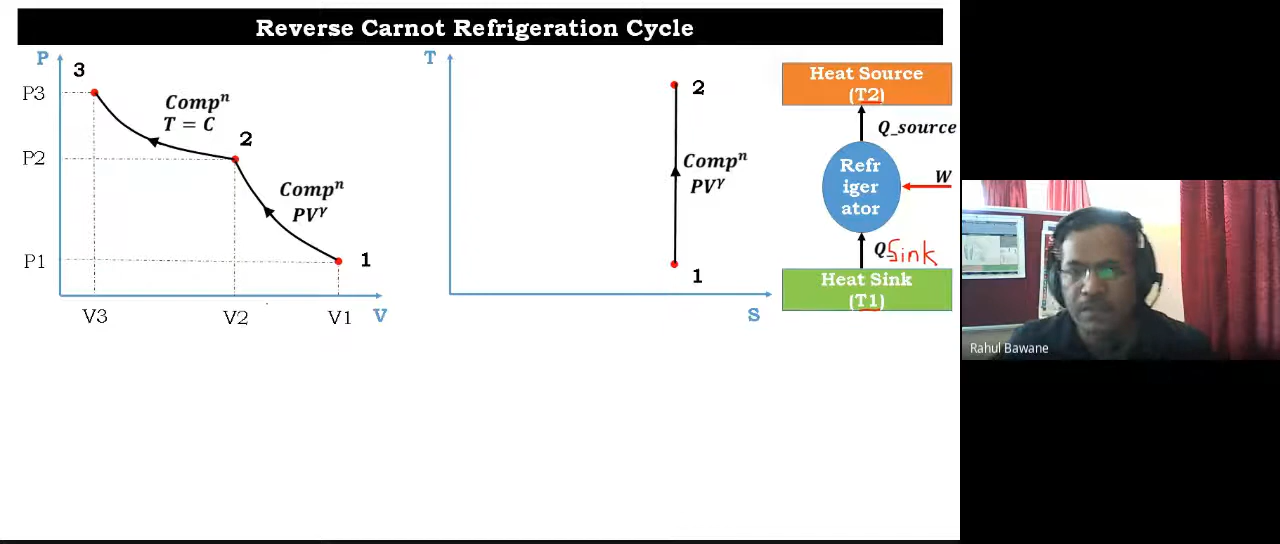 Reverse Carnot Refrigeration Cycle
P
3
P3
Compⁿ
T = C
2
P2
Compⁿ
PVᵞ
P1
1
V3
V2
V1
V
T
2
Compⁿ
PVᵞ
1
S
Heat Source
(T2)
Q_source
Refr
iger
ator
W
Q_Sink
Heat Sink
(T1)
Rahul Bawane